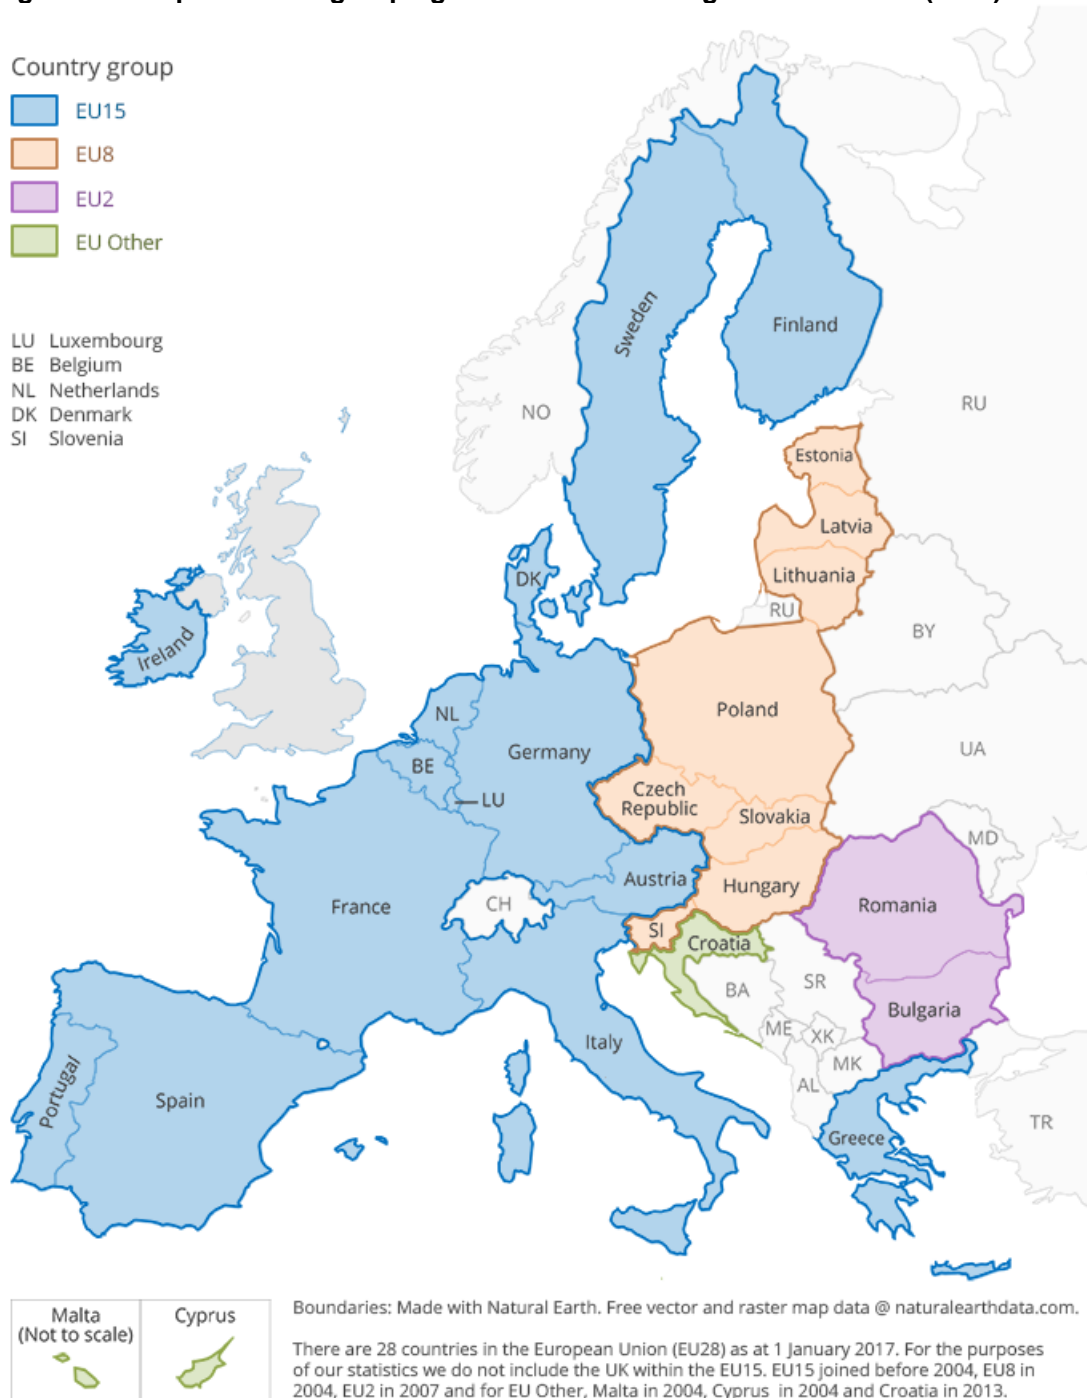 Country group
EU15
EU8
EU2
EU Other
LU Luxembourg
BE Belgium
NL Netherlands
DK Denmark
SI Slovenia
Sweden
Finland
NO
RU
Estonia
Latvia
Lithuania
DK
RU
BY
Ireland
Poland
NL
Germany
UA
BE
Czech
Republic
LU
Slovakia
MD
Austria
Hungary
CH
France
Romania
SI
Croatia
BA
SR
Bulgaria
ME
XK
Italy
MK
AL
Portugal
Spain
TR
Greece
Malta
(Not to scale)
Cyprus
Boundaries: Made with Natural Earth. Free vector and raster map data @ naturalearthdata.com.
There are 28 countries in the European Union (EU28) as at 1 January 2017. For the purposes
of our statistics we do not include the UK within the EU15. EU15 joined before 2004, EU8 in
2004, EU2 in 2007 and for EU Other, Malta in 2004, Cyprus in 2004 and Croatia in 2013.